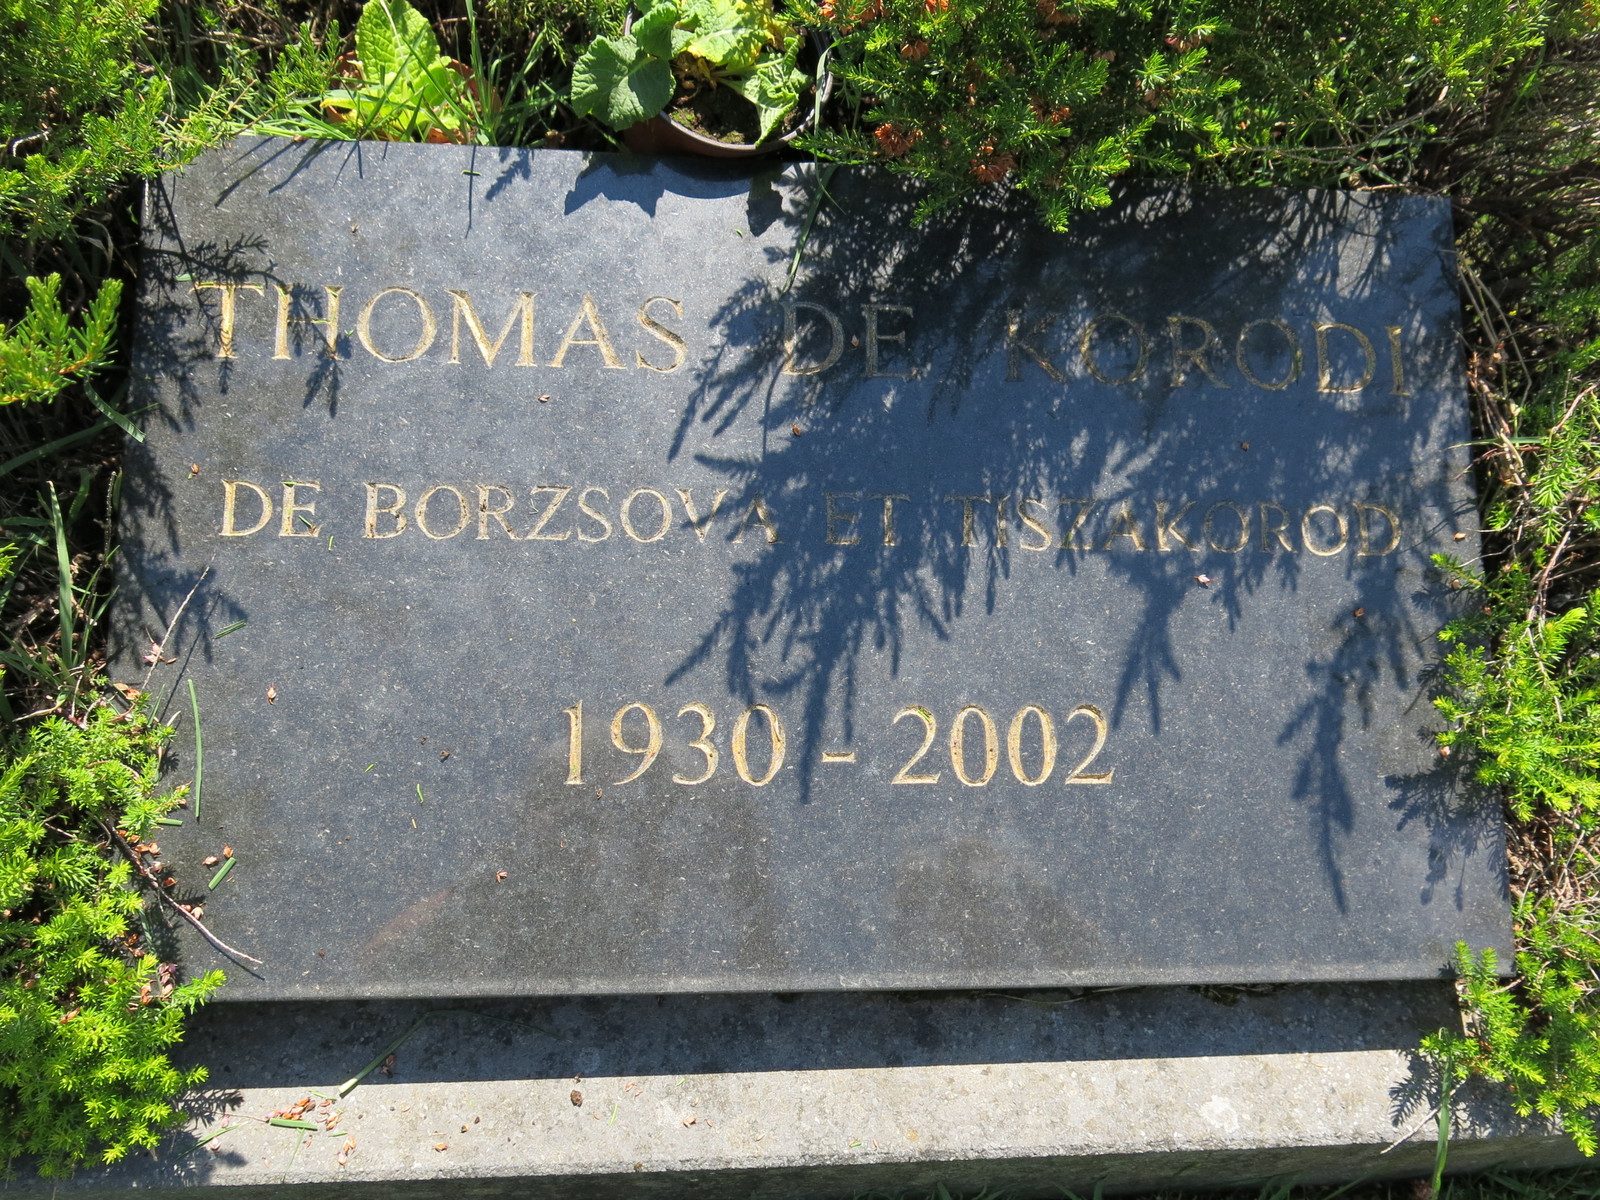 THOMAS DE KORODI
DE BORZSOVA ET TISZAKOROD
1930 - 2002